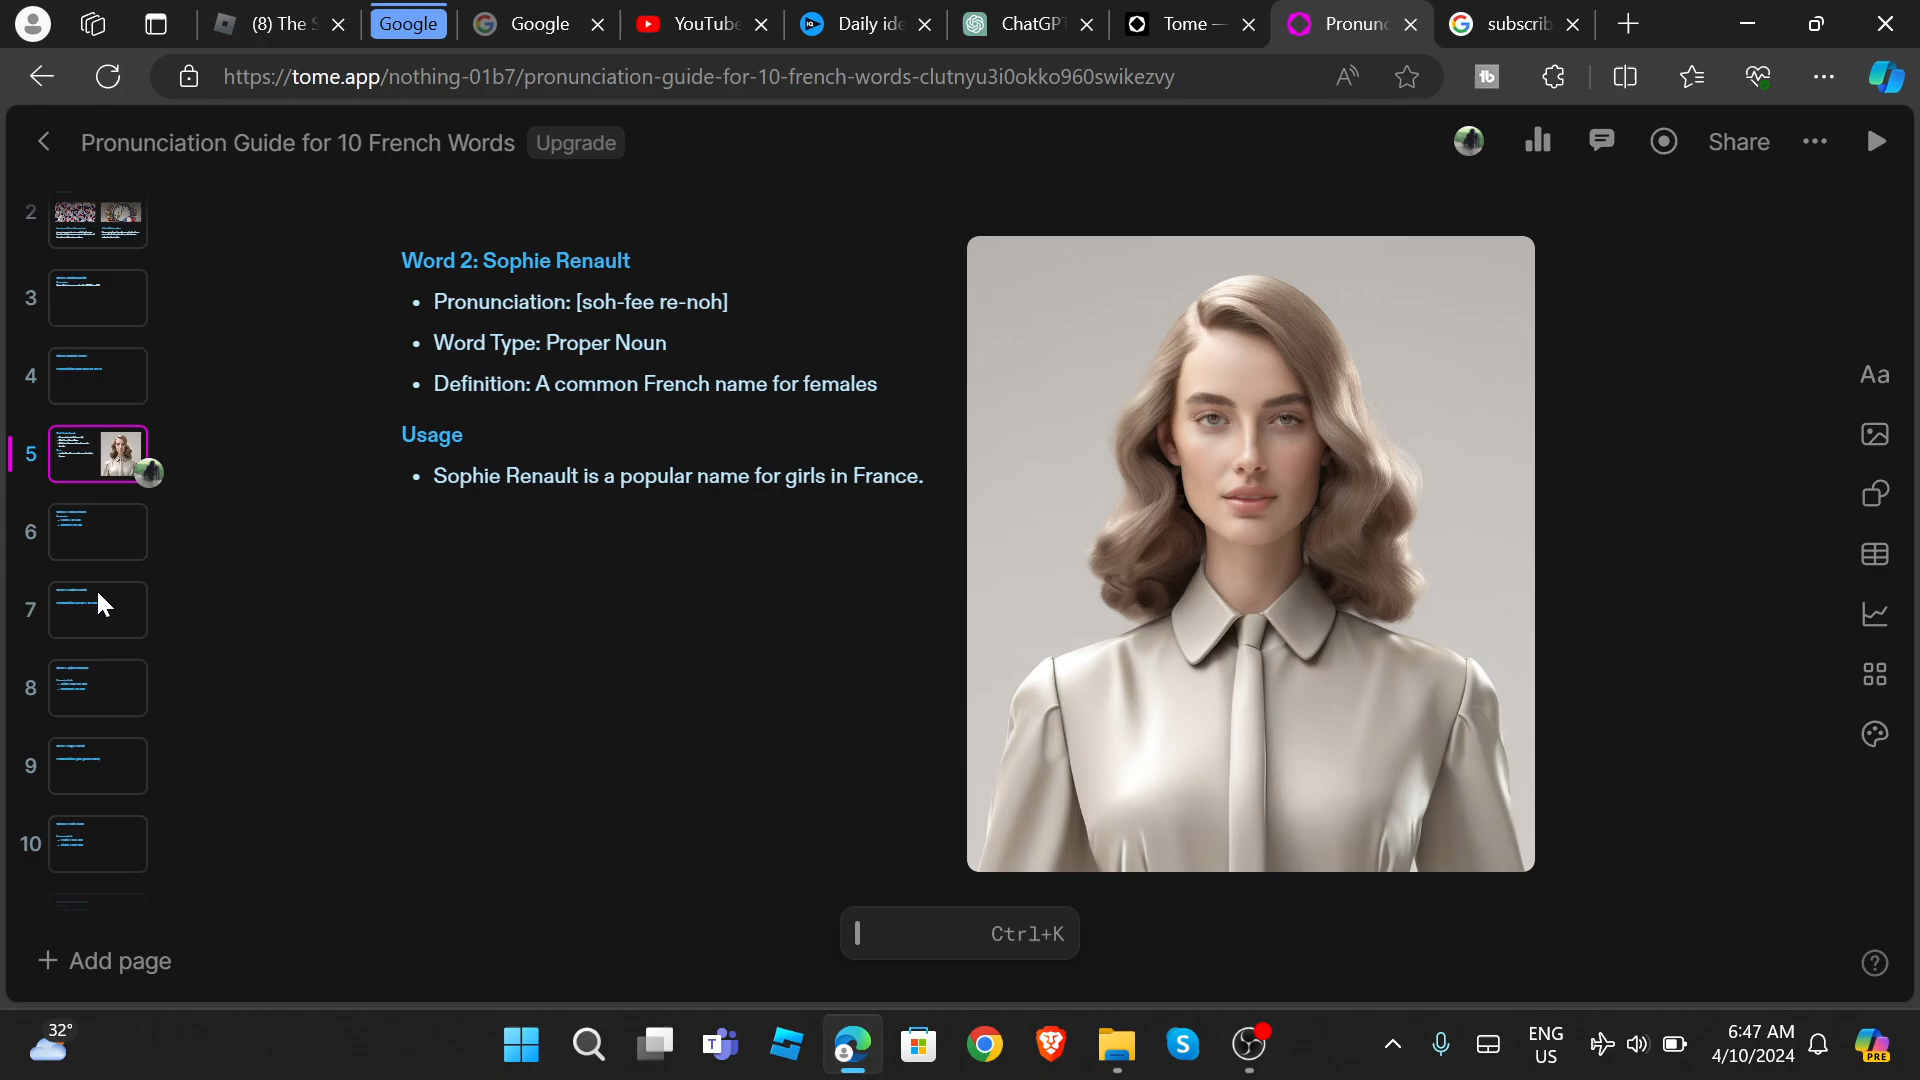 (8) The
Google
Google
YouTube
Daily ide
ChatGPT
Tome —
Pronunc
subscrib
https://tome.app/nothing-01b7/pronunciation-guide-for-10-french-words-clutnyu3i0okko960swikezvy
Pronunciation Guide for 10 French Words
Upgrade
Share
2
3
4
5
6
7
8
9
10
Word 2: Sophie Renault
• Pronunciation: [soh-fee re-noh]
• Word Type: Proper Noun
• Definition: A common French name for females
Usage
• Sophie Renault is a popular name for girls in France.
Aa
Ctrl+K
+ Add page
32°
ENG
US
6:47 AM
4/10/2024
PRE